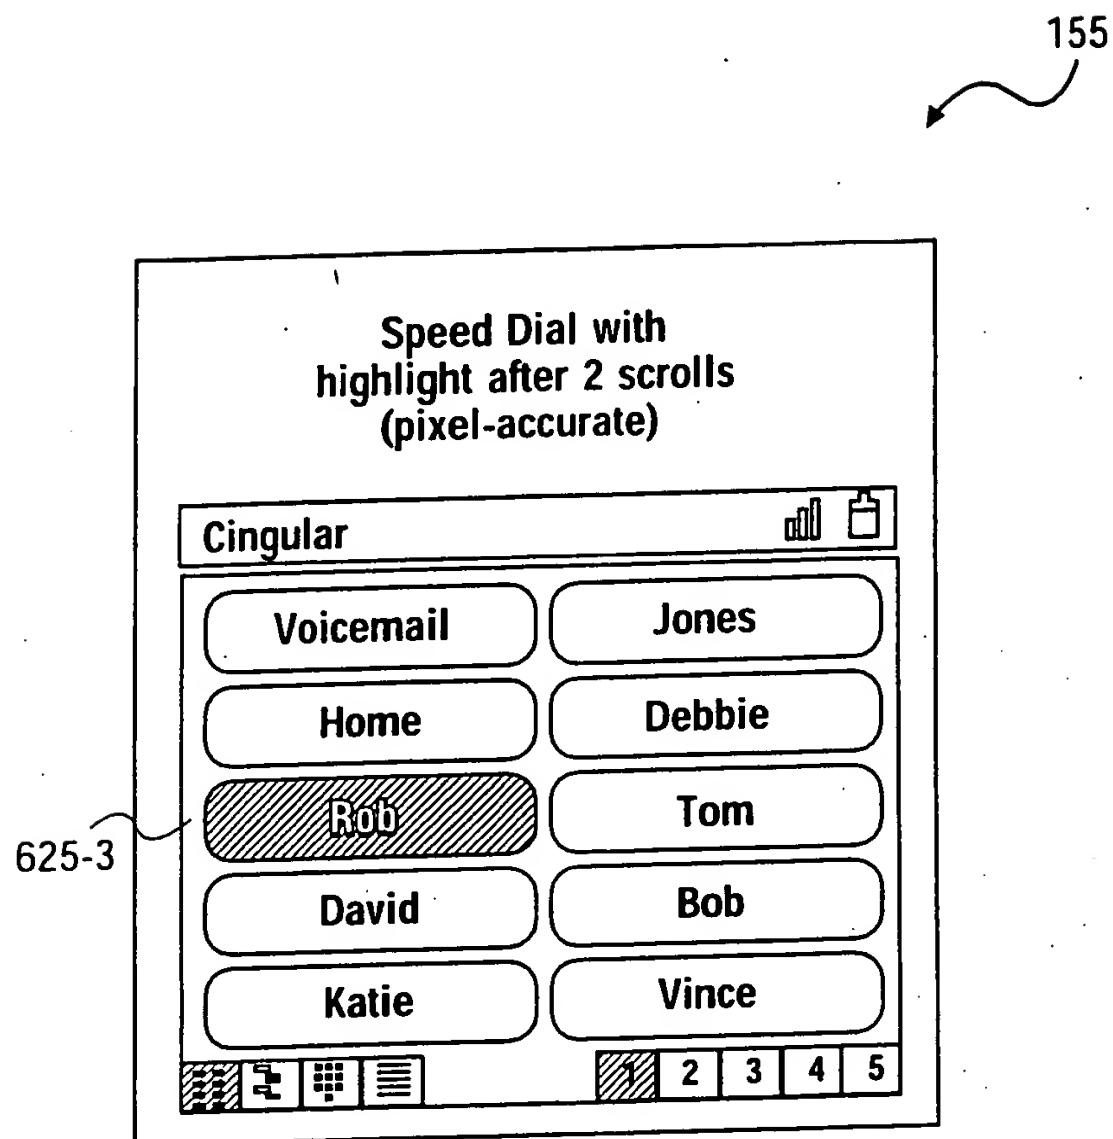 155
Speed Dial with
highlight after 2 scrolls
(pixel-accurate)
Cingular
Voicemail Jones
Home Debbie
Rob Tom
625-3
David Bob
Katie Vince
1 2 3 4 5